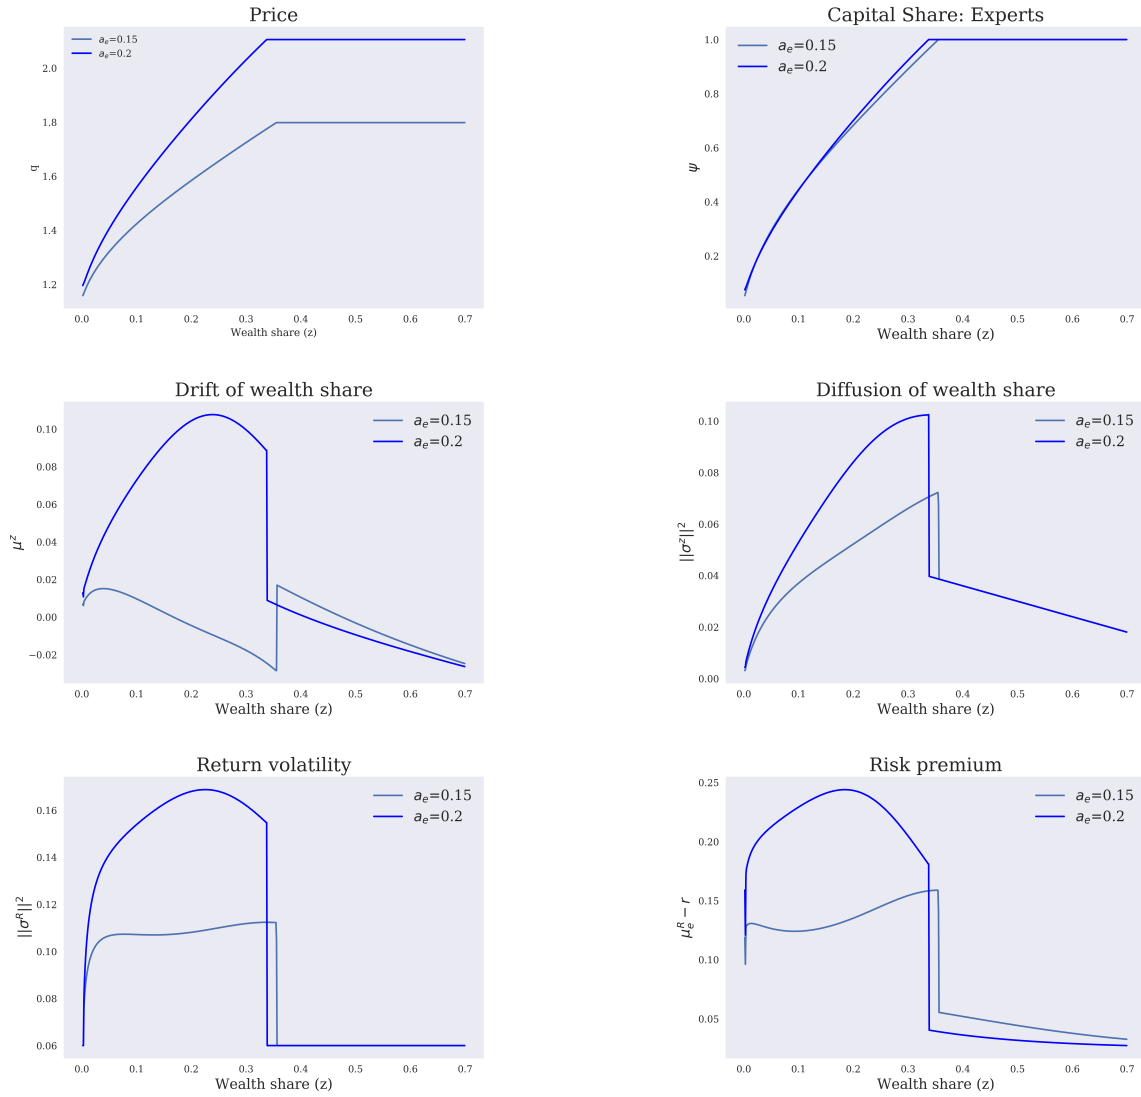 Price
a_e=0.15
a_e=0.2
2.0
1.8
1.6
1.4
1.2
q
0.0 0.1 0.2 0.3 0.4 0.5 0.6 0.7
Wealth share (z)
Capital Share: Experts
a_e=0.15
a_e=0.2
1.0
0.8
0.6
0.4
0.2
ψ
0.0 0.1 0.2 0.3 0.4 0.5 0.6 0.7
Wealth share (z)
Drift of wealth share
a_e=0.15
a_e=0.2
0.10
0.08
0.06
0.04
0.02
0.00
−0.02
μ^z
0.0 0.1 0.2 0.3 0.4 0.5 0.6 0.7
Wealth share (z)
Diffusion of wealth share
a_e=0.15
a_e=0.2
0.10
0.08
0.06
0.04
0.02
0.00
||σ^z||^2
0.0 0.1 0.2 0.3 0.4 0.5 0.6 0.7
Wealth share (z)
Return volatility
a_e=0.15
a_e=0.2
0.16
0.14
0.12
0.10
0.08
0.06
||σ^R||^2
0.0 0.1 0.2 0.3 0.4 0.5 0.6 0.7
Wealth share (z)
Risk premium
a_e=0.15
a_e=0.2
0.25
0.20
0.15
0.10
0.05
μ_e^R − r
0.0 0.1 0.2 0.3 0.4 0.5 0.6 0.7
Wealth share (z)